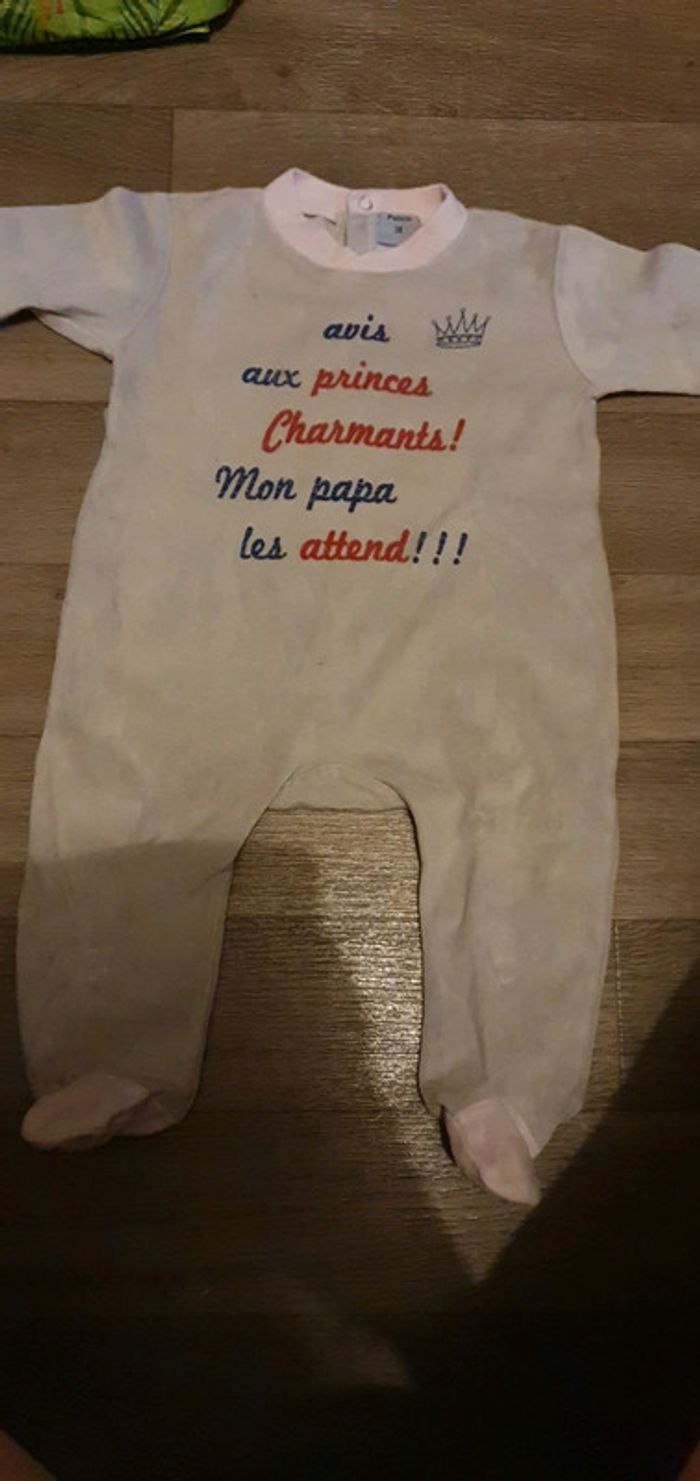 avis
aux princes
Charmants!
Mon papa
les attend!!!